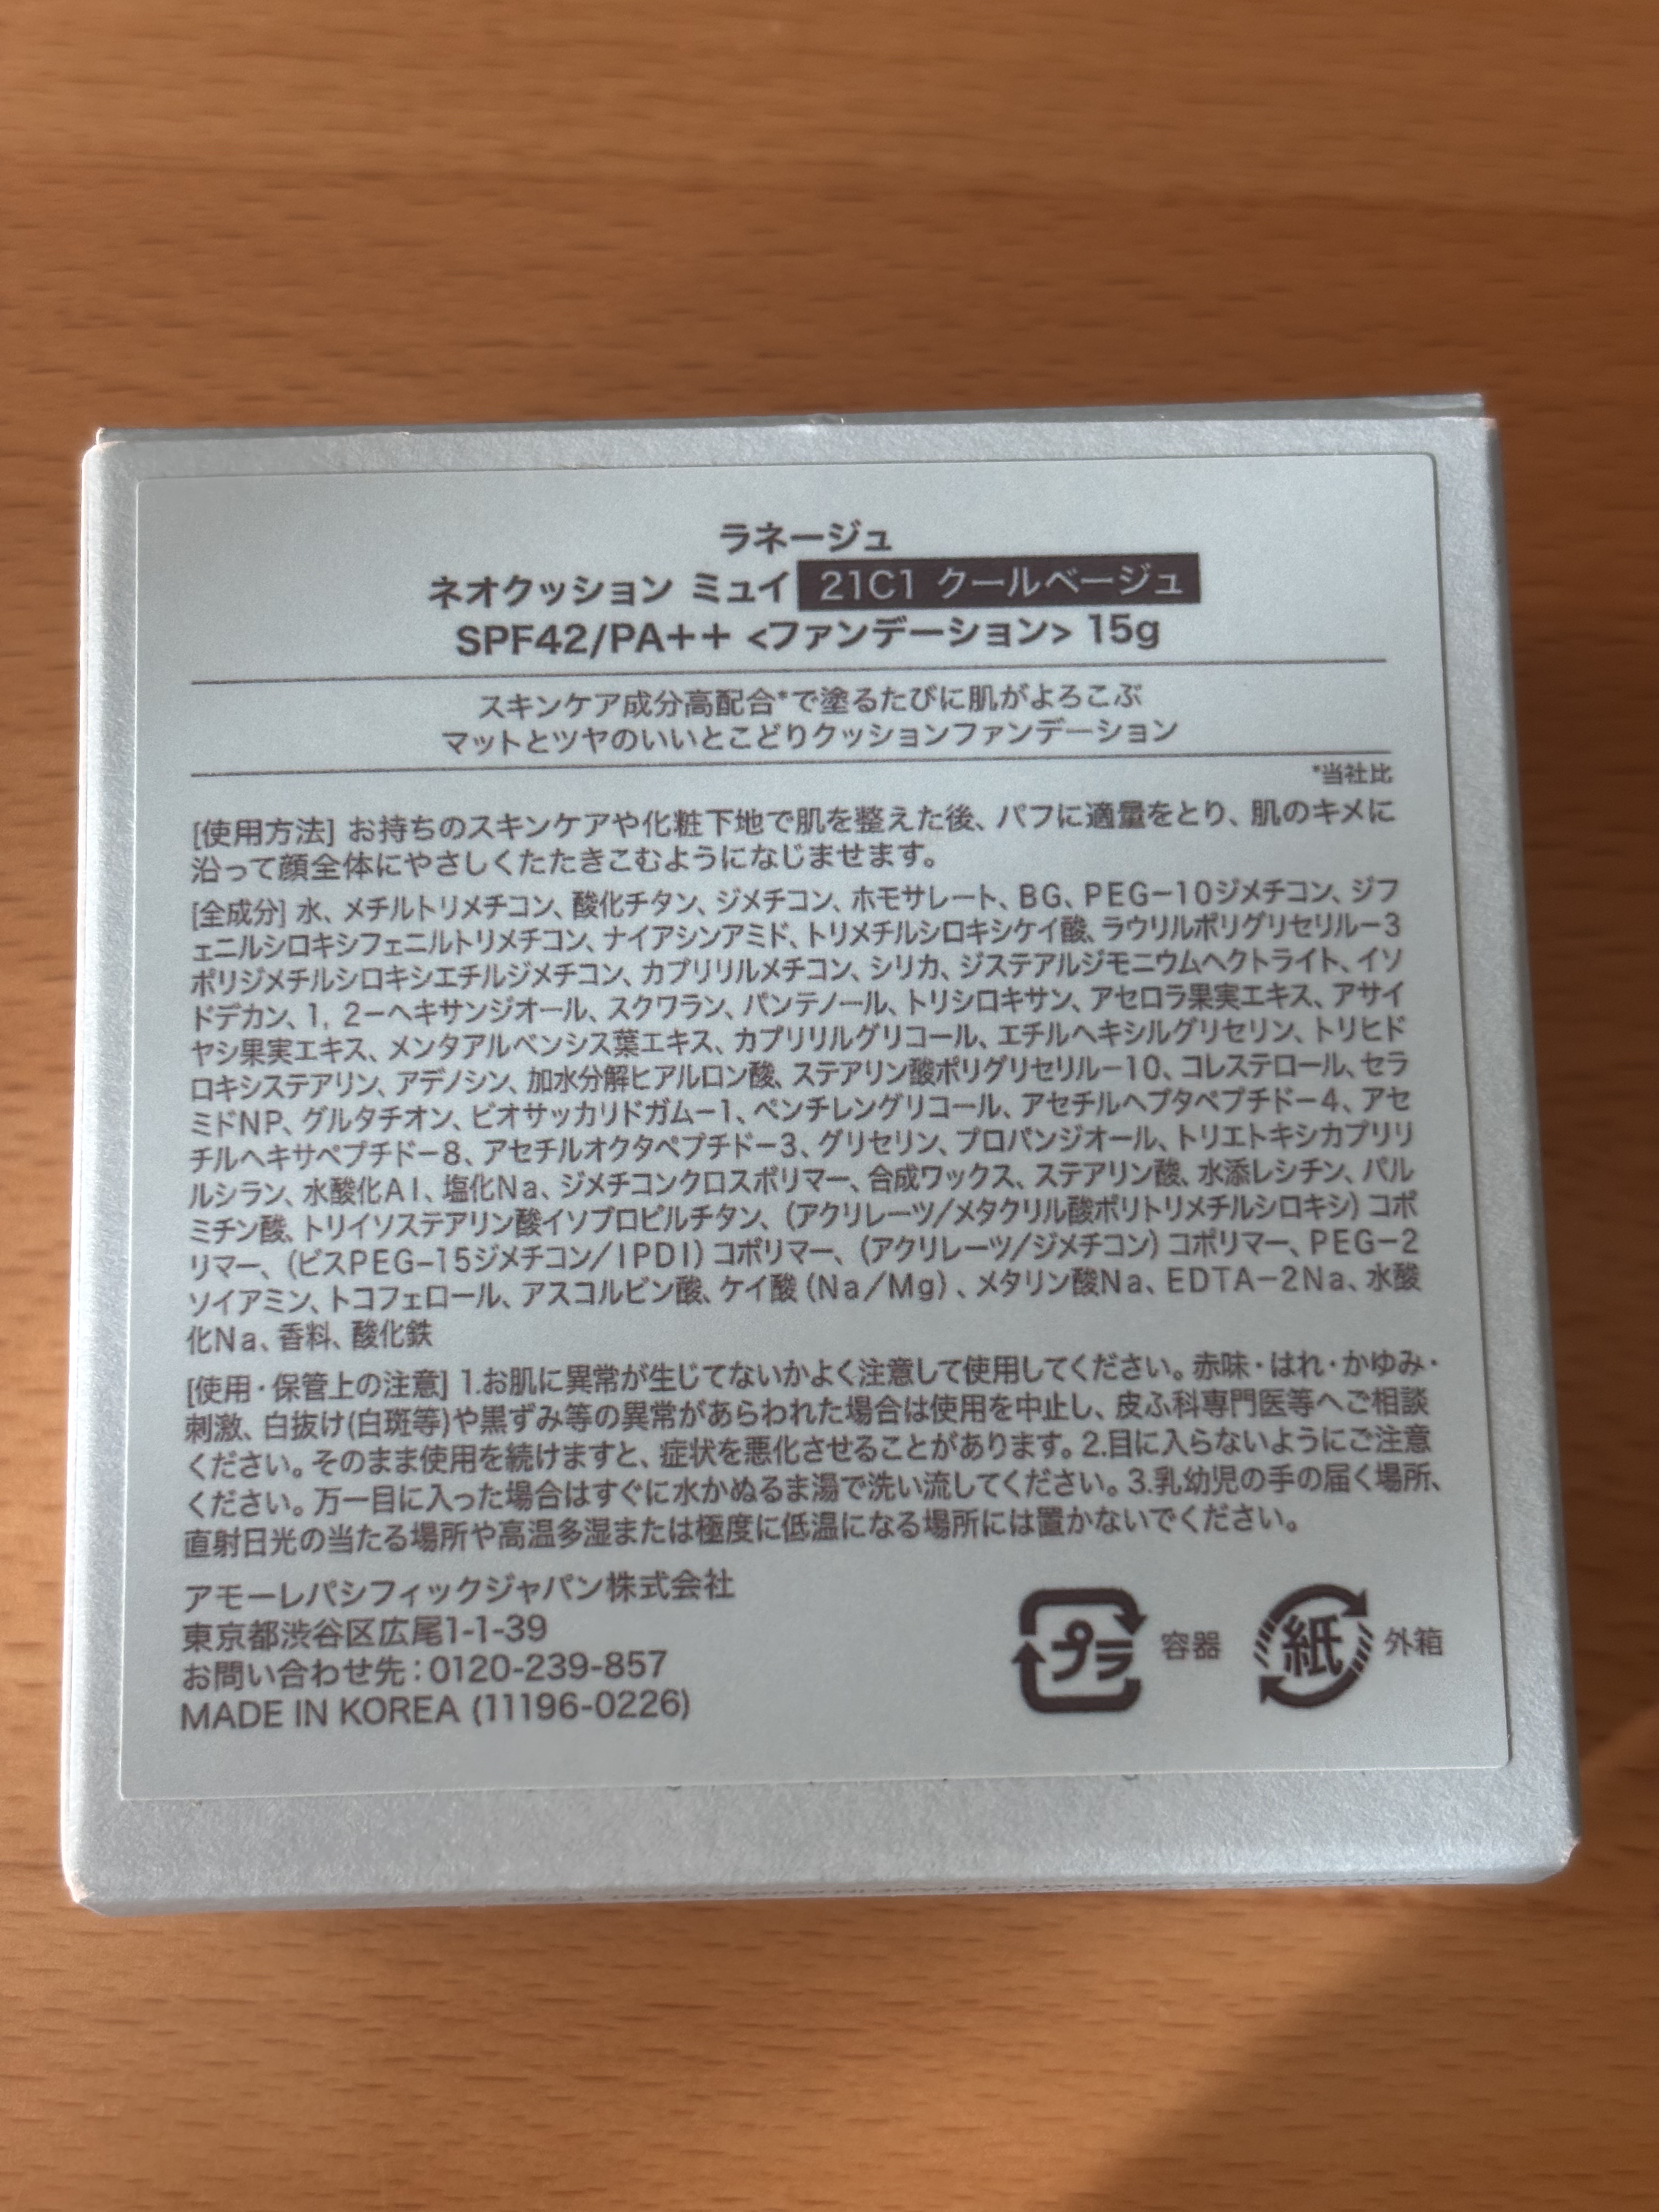 ラネージュ
ネオクッション ミュイ 21C1 クールベージュ
SPF42/PA++ <ファンデーション> 15g
スキンケア成分高配合*で塗るたびに肌がよろこぶ
マットとツヤのいいとこどりクッションファンデーション
*当社比
[使用方法] お持ちのスキンケアや化粧下地で肌を整えた後、パフに適量をとり、肌のキメに
沿って顔全体にやさしくたたきこむようになじませます。
[全成分] 水、メチルトリメチコン、酸化チタン、ジメチコン、ホモサレート、BG、PEG-10ジメチコン、ジフ
ェニルシロキシフェニルトリメチコン、ナイアシンアミド、トリメチルシロキシケイ酸、ラウリルポリグリセリル-3
ポリジメチルシロキシエチルジメチコン、カプリリルメチコン、シリカ、ジステアルジモニウムヘクトライト、イソ
ドデカン、1, 2-ヘキサンジオール、スクワラン、パンテノール、トリシロキサン、アセロラ果実エキス、アサイ
ヤシ果実エキス、メンタアルベンシス葉エキス、カプリリルグリコール、エチルヘキシルグリセリン、トリヒド
ロキシステアリン、アデノシン、加水分解ヒアルロン酸、ステアリン酸ポリグリセリル-10、コレステロール、セラ
ミドNP、グルタチオン、ビオサッカリドガム-1、ペンチレングリコール、アセチルヘプタペプチド-4、アセ
チルヘキサペプチド-8、アセチルオクタペプチド-3、グリセリン、プロパンジオール、トリエトキシカプリリ
ルシラン、水酸化Al、塩化Na、ジメチコンクロスポリマー、合成ワックス、ステアリン酸、水添レシチン、パル
ミチン酸、トリイソステアリン酸イソプロピルチタン、(アクリレーツ/メタクリル酸ポリトリメチルシロキシ) コポ
リマー、(ビスPEG-15ジメチコン/IPDI) コポリマー、(アクリレーツ/ジメチコン) コポリマー、PEG-2
ソイアミン、トコフェロール、アスコルビン酸、ケイ酸 (Na/Mg) 、メタリン酸Na、EDTA-2Na、水酸
化Na、香料、酸化鉄
[使用・保管上の注意] 1.お肌に異常が生じてないかよく注意して使用してください。赤味・はれ・かゆみ・
刺激、白抜け(白斑等)や黒ずみ等の異常があらわれた場合は使用を中止し、皮ふ科専門医等へご相談
ください。そのまま使用を続けますと、症状を悪化させることがあります。2.目に入らないようにご注意
ください。万一目に入った場合はすぐに水かぬるま湯で洗い流してください。3.乳幼児の手の届く場所、
直射日光の当たる場所や高温多湿または極度に低温になる場所には置かないでください。
アモーレパシフィックジャパン株式会社
東京都渋谷区広尾1-1-39
お問い合わせ先：0120-239-857
MADE IN KOREA (11196-0226)
プラ 容器 紙 外箱